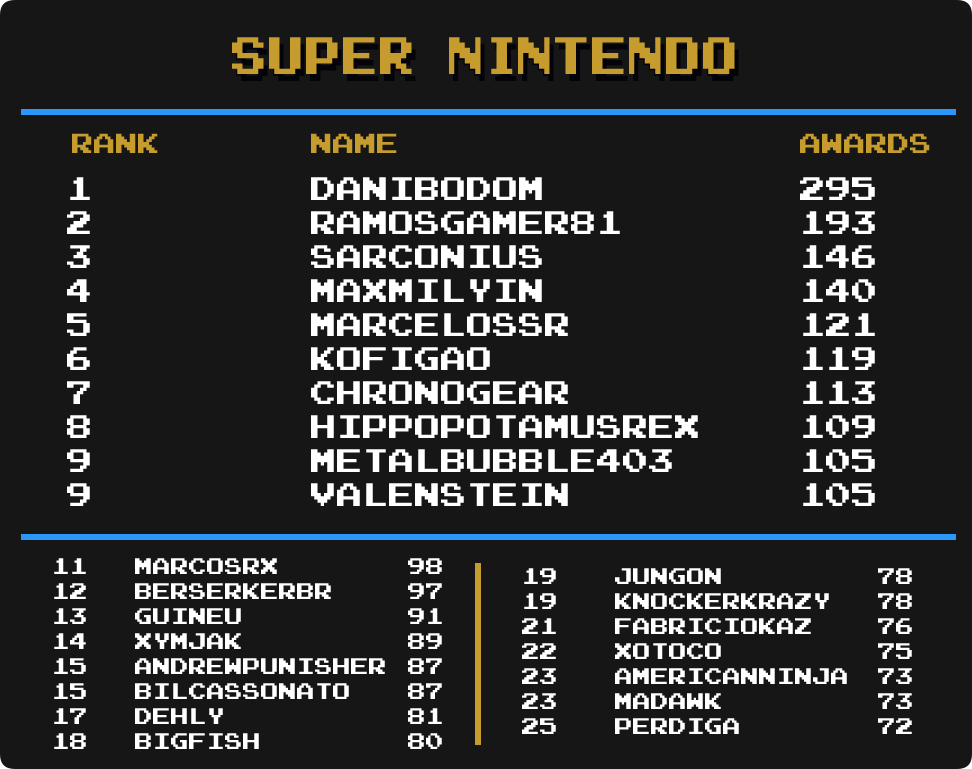 SUPER NINTENDO
RANK NAME AWARDS
1 DANIBODOM 295
2 RAMOSGAMER81 193
3 SARCONIUS 146
4 MAXMILYIN 140
5 MARCELOSSR 121
6 KOFIGAO 119
7 CHRONOGEAR 113
8 HIPPOPOTAMUSREX 109
9 METALBUBBLE403 105
9 VALENSTEIN 105
11 MARCOSRX 98
12 BERSERKERBR 97
13 GUINEU 91
14 XYMJAK 89
15 ANDREWPUNISHER 87
15 BILCASSONATO 87
17 DEHLY 81
18 BIGFISH 80
19 JUNGON 78
19 KNOCKERKRAZY 78
21 FABRICIOKAZ 76
22 XOTOCO 75
23 AMERICANNINJA 73
23 MADAWK 73
25 PERDIGA 72